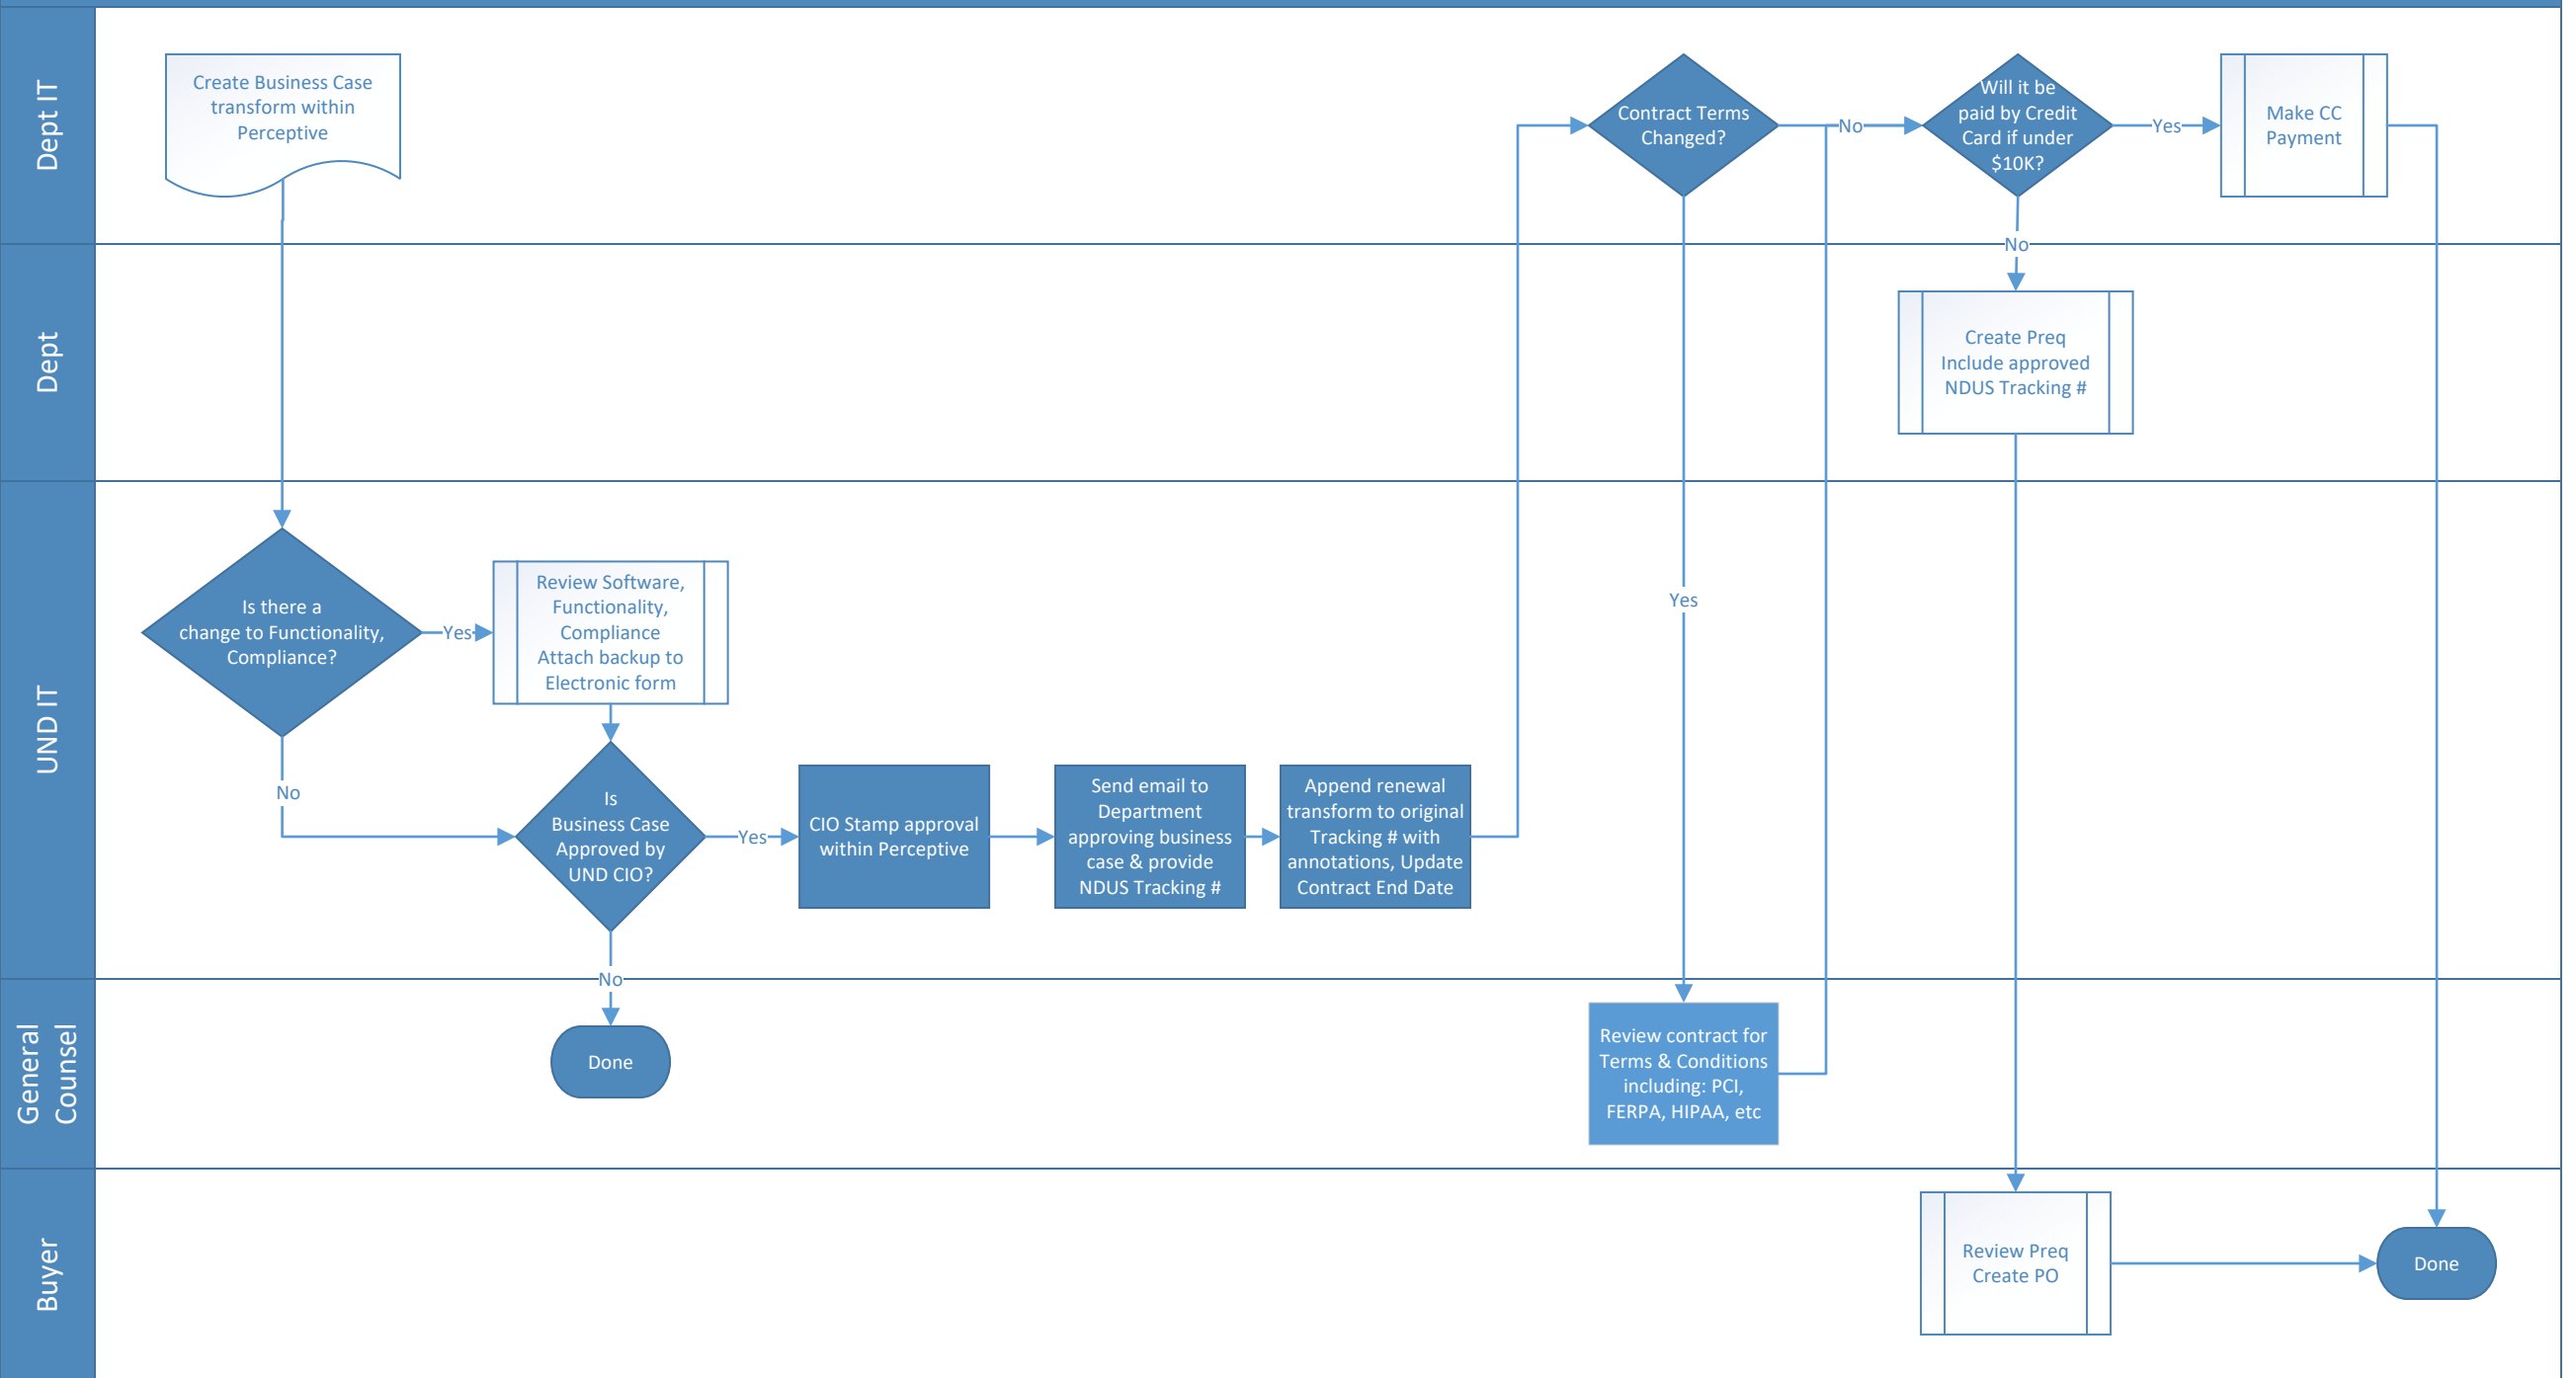 Dept IT
Create Business Case
transform within
Perceptive
Contract Terms
Changed?
No
Will it be
paid by Credit
Card if under
$10K?
Yes
Make CC
Payment
No
Dept
Create Preq
Include approved
NDUS Tracking #
UND IT
Is there a
change to Functionality,
Compliance?
Yes
Review Software,
Functionality,
Compliance
Attach backup to
Electronic form
Yes
No
Is
Business Case
Approved by
UND CIO?
Yes
CIO Stamp approval
within Perceptive
Send email to
Department
approving business
case & provide
NDUS Tracking #
Append renewal
transform to original
Tracking # with
annotations, Update
Contract End Date
No
General
Counsel
Done
Review contract for
Terms & Conditions
including: PCI,
FERPA, HIPAA, etc
Buyer
Review Preq
Create PO
Done